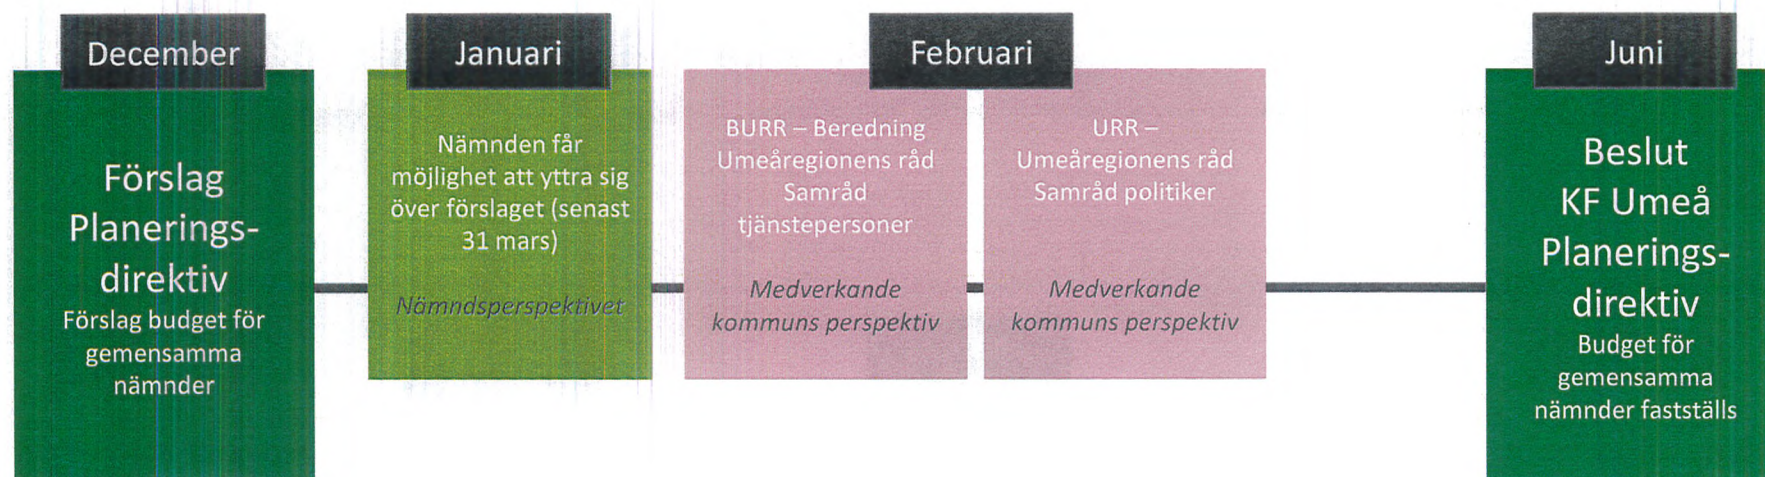 December
Förslag
Planerings-
direktiv
Förslag budget för
gemensamma
nämnder
Januari
Nämnden får
möjlighet att yttra sig
över förslaget (senast
31 mars)
Nämndsperspektivet
Februari
BURR – Beredning
Umeåregionens råd
Samråd
tjänstepersoner
Medverkande
kommuns perspektiv
URR –
Umeåregionens råd
Samråd politiker
Medverkande
kommuns perspektiv
Juni
Beslut
KF Umeå
Planerings-
direktiv
Budget för
gemensamma
nämnder fastställs